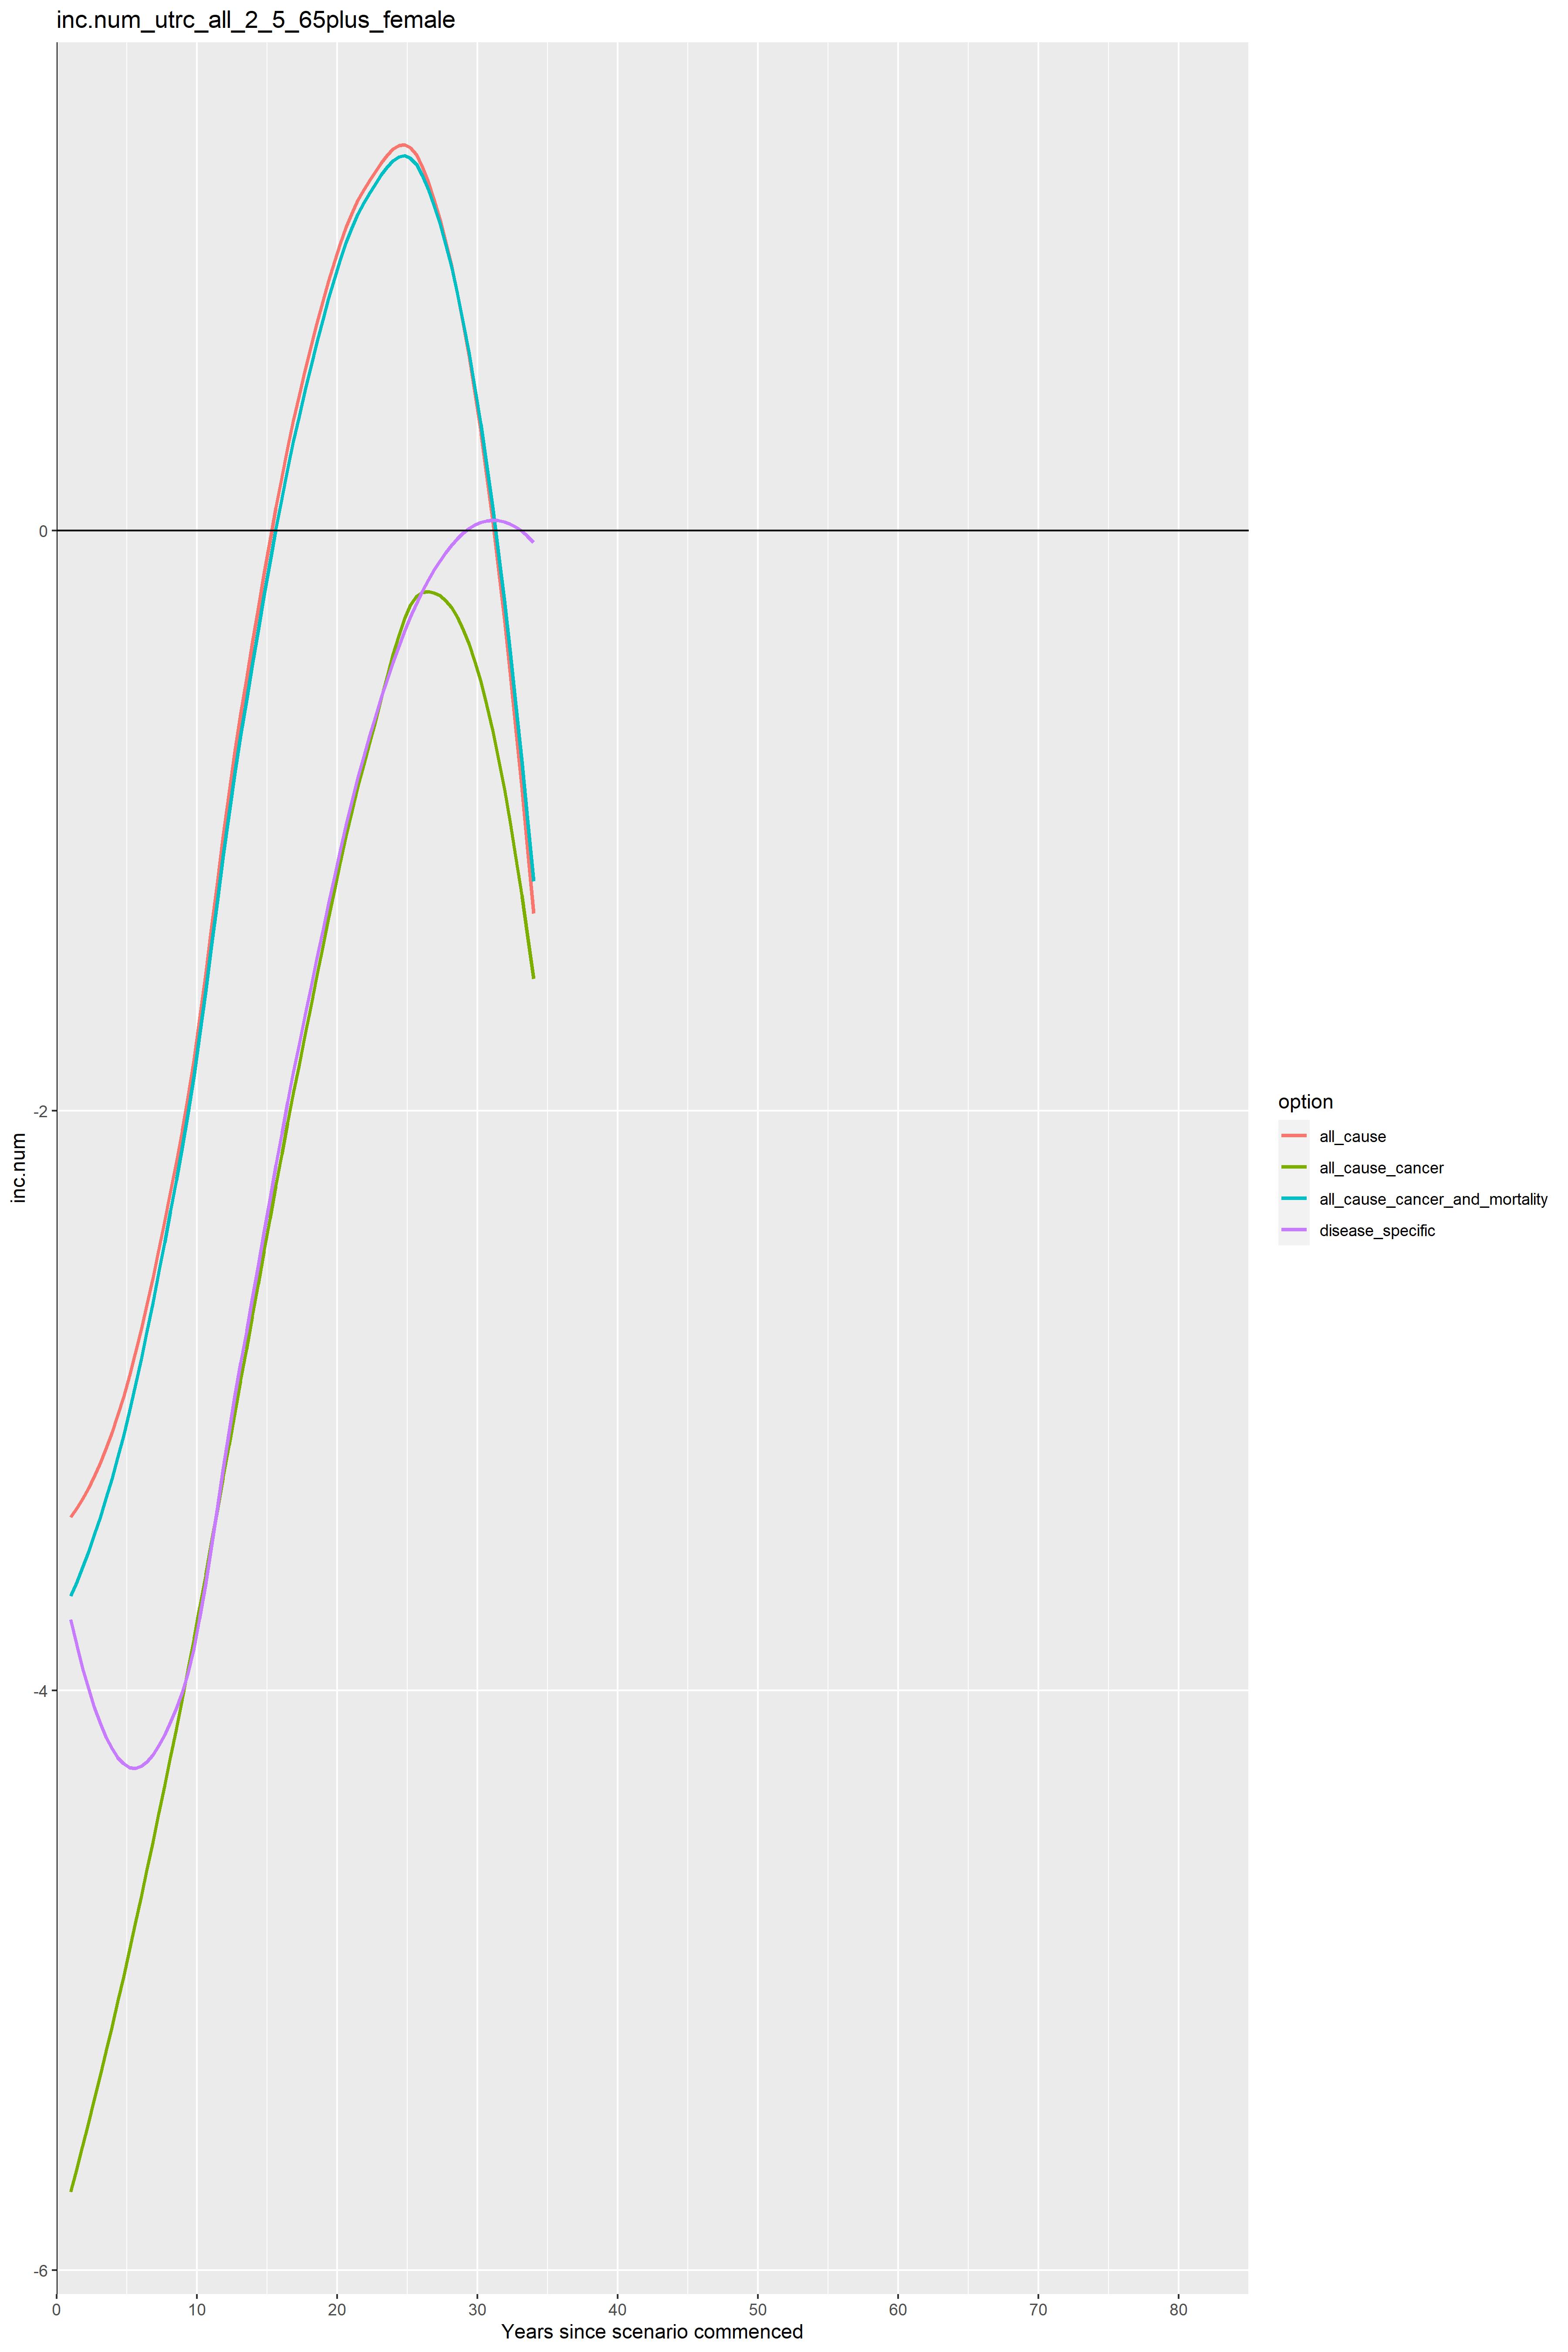 inc.num_utrc_all_2_5_65plus_female
inc.num
0
-2
-4
-6
0 10 20 30 40 50 60 70 80
Years since scenario commenced
option
all_cause
all_cause_cancer
all_cause_cancer_and_mortality
disease_specific